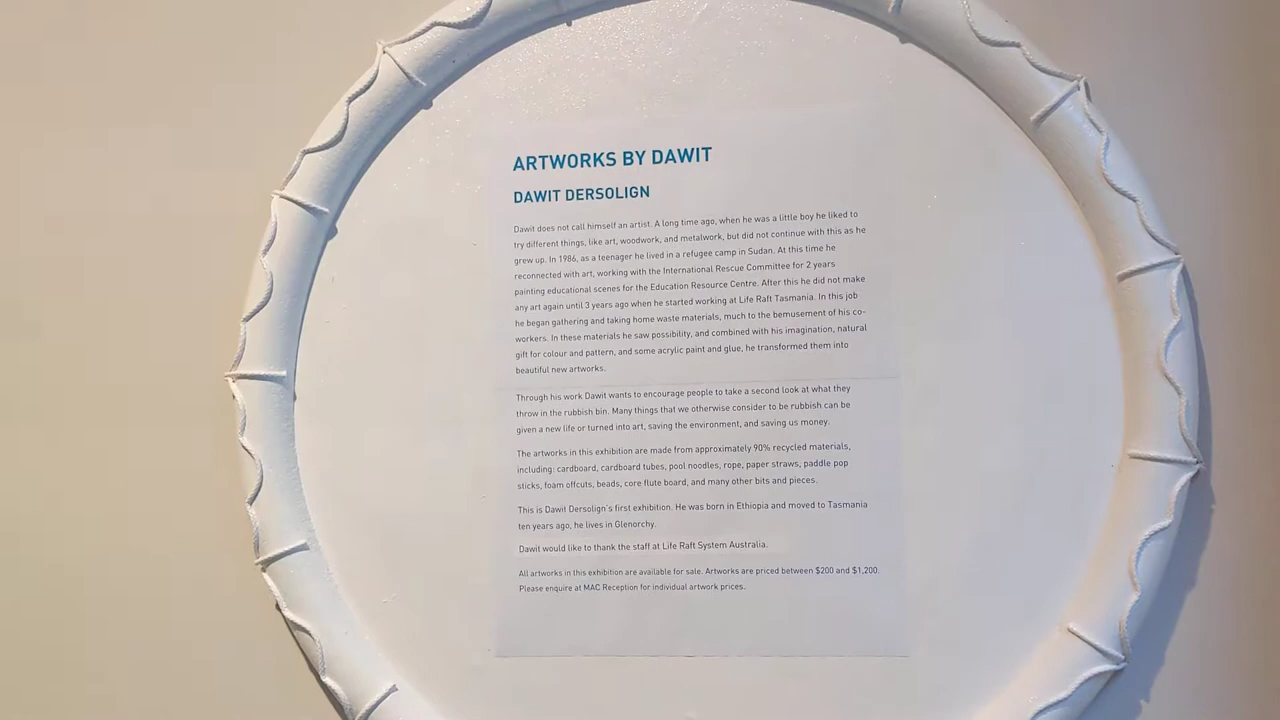 ARTWORKS BY DAWIT
DAWIT DERSOLIGN
Dawit does not call himself an artist. A long time ago, when he was a little boy he liked to
try different things, like art, woodwork, and metalwork, but did not continue with this as he
grew up. In 1986, as a teenager he lived in a refugee camp in Sudan. At this time he
reconnected with art, working with the International Rescue Committee for 2 years
painting educational scenes for the Education Resource Centre. After this he did not make
any art again until 3 years ago when he started working at Life Raft Tasmania. In this job
he began gathering and taking home waste materials, much to the bemusement of his co-
workers. In these materials he saw possibility, and combined with his imagination, natural
gift for colour and pattern, and some acrylic paint and glue, he transformed them into
beautiful new artworks.
Through his work Dawit wants to encourage people to take a second look at what they
throw in the rubbish bin. Many things that we otherwise consider to be rubbish can be
given a new life or turned into art, saving the environment, and saving us money.
The artworks in this exhibition are made from approximately 90% recycled materials,
including: cardboard, cardboard tubes, pool noodles, rope, paper straws, paddle pop
sticks, foam offcuts, beads, core flute board, and many other bits and pieces.
This is Dawit Dersolign's first exhibition. He was born in Ethiopia and moved to Tasmania
ten years ago, he lives in Glenorchy.
Dawit would like to thank the staff at Life Raft System Australia.
All artworks in this exhibition are available for sale. Artworks are priced between $200 and $1,200.
Please enquire at MAC Reception for individual artwork prices.